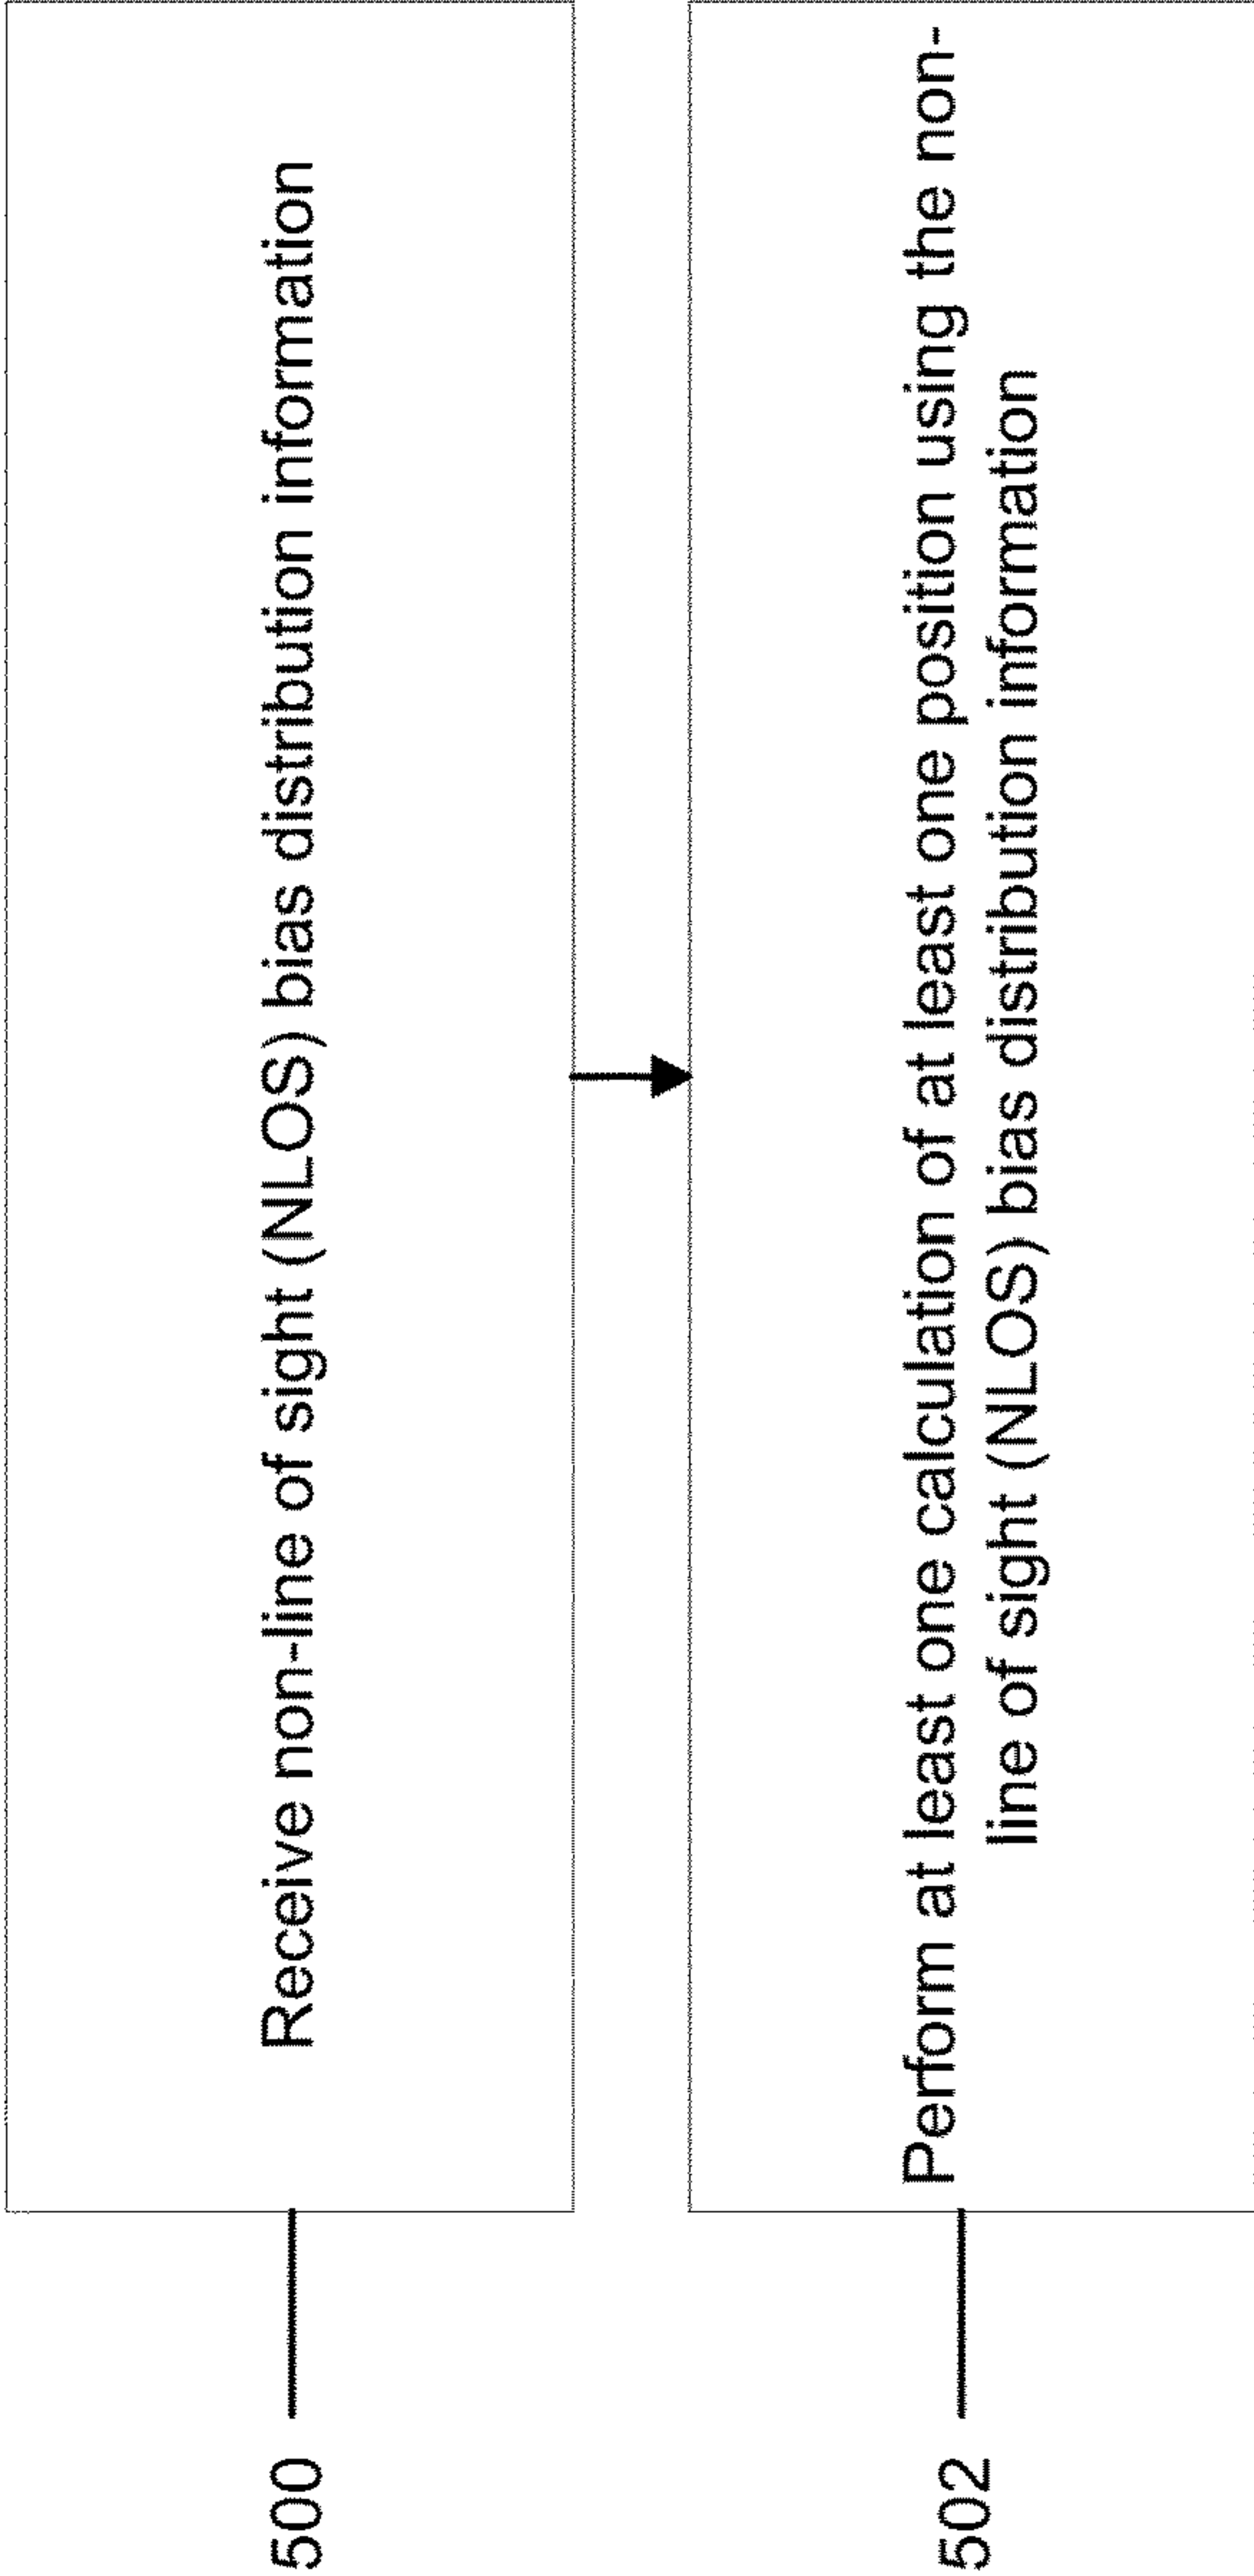 500
Receive non-line of sight (NLOS) bias distribution information
502
Perform at least one calculation of at least one position using the non-
line of sight (NLOS) bias distribution information